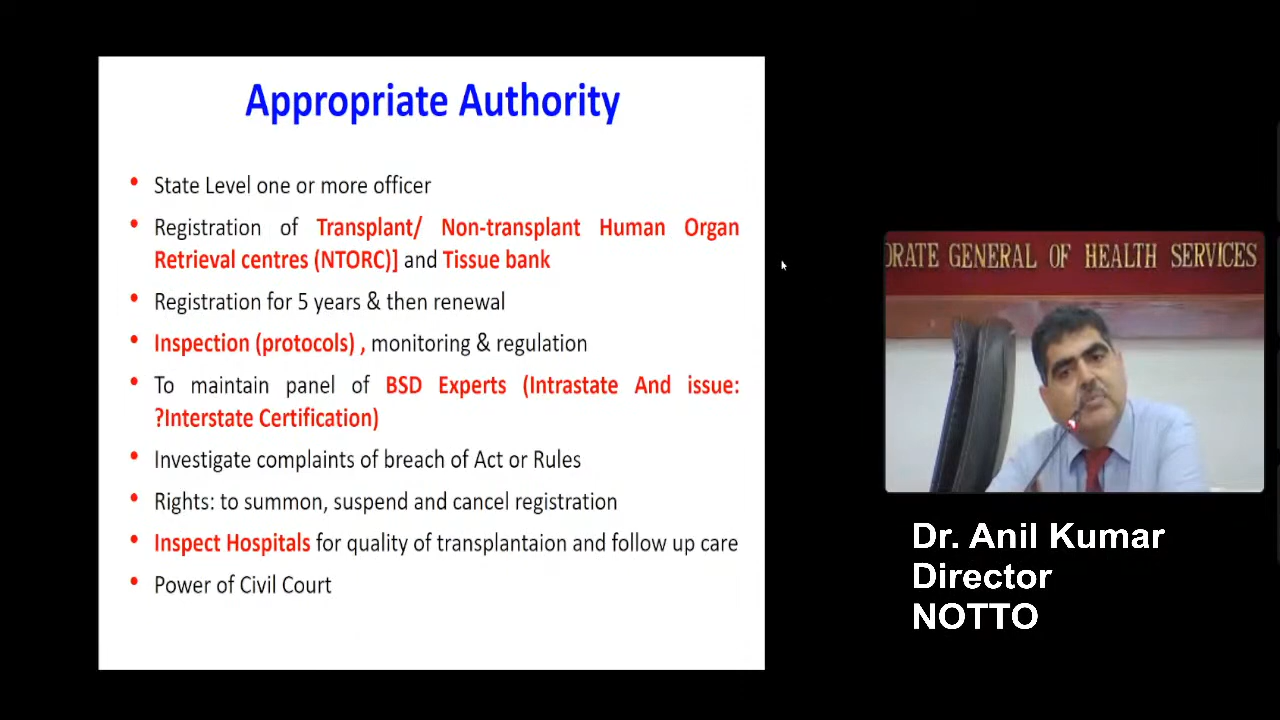 Appropriate Authority
• State Level one or more officer
• Registration of Transplant/ Non-transplant Human Organ
Retrieval centres (NTORC)] and Tissue bank
• Registration for 5 years & then renewal
• Inspection (protocols) , monitoring & regulation
• To maintain panel of BSD Experts (Intrastate And issue:
?Interstate Certification)
• Investigate complaints of breach of Act or Rules
• Rights: to summon, suspend and cancel registration
• Inspect Hospitals for quality of transplantaion and follow up care
• Power of Civil Court
ORATE GENERAL OF HEALTH SERVICES
Dr. Anil Kumar
Director
NOTTO